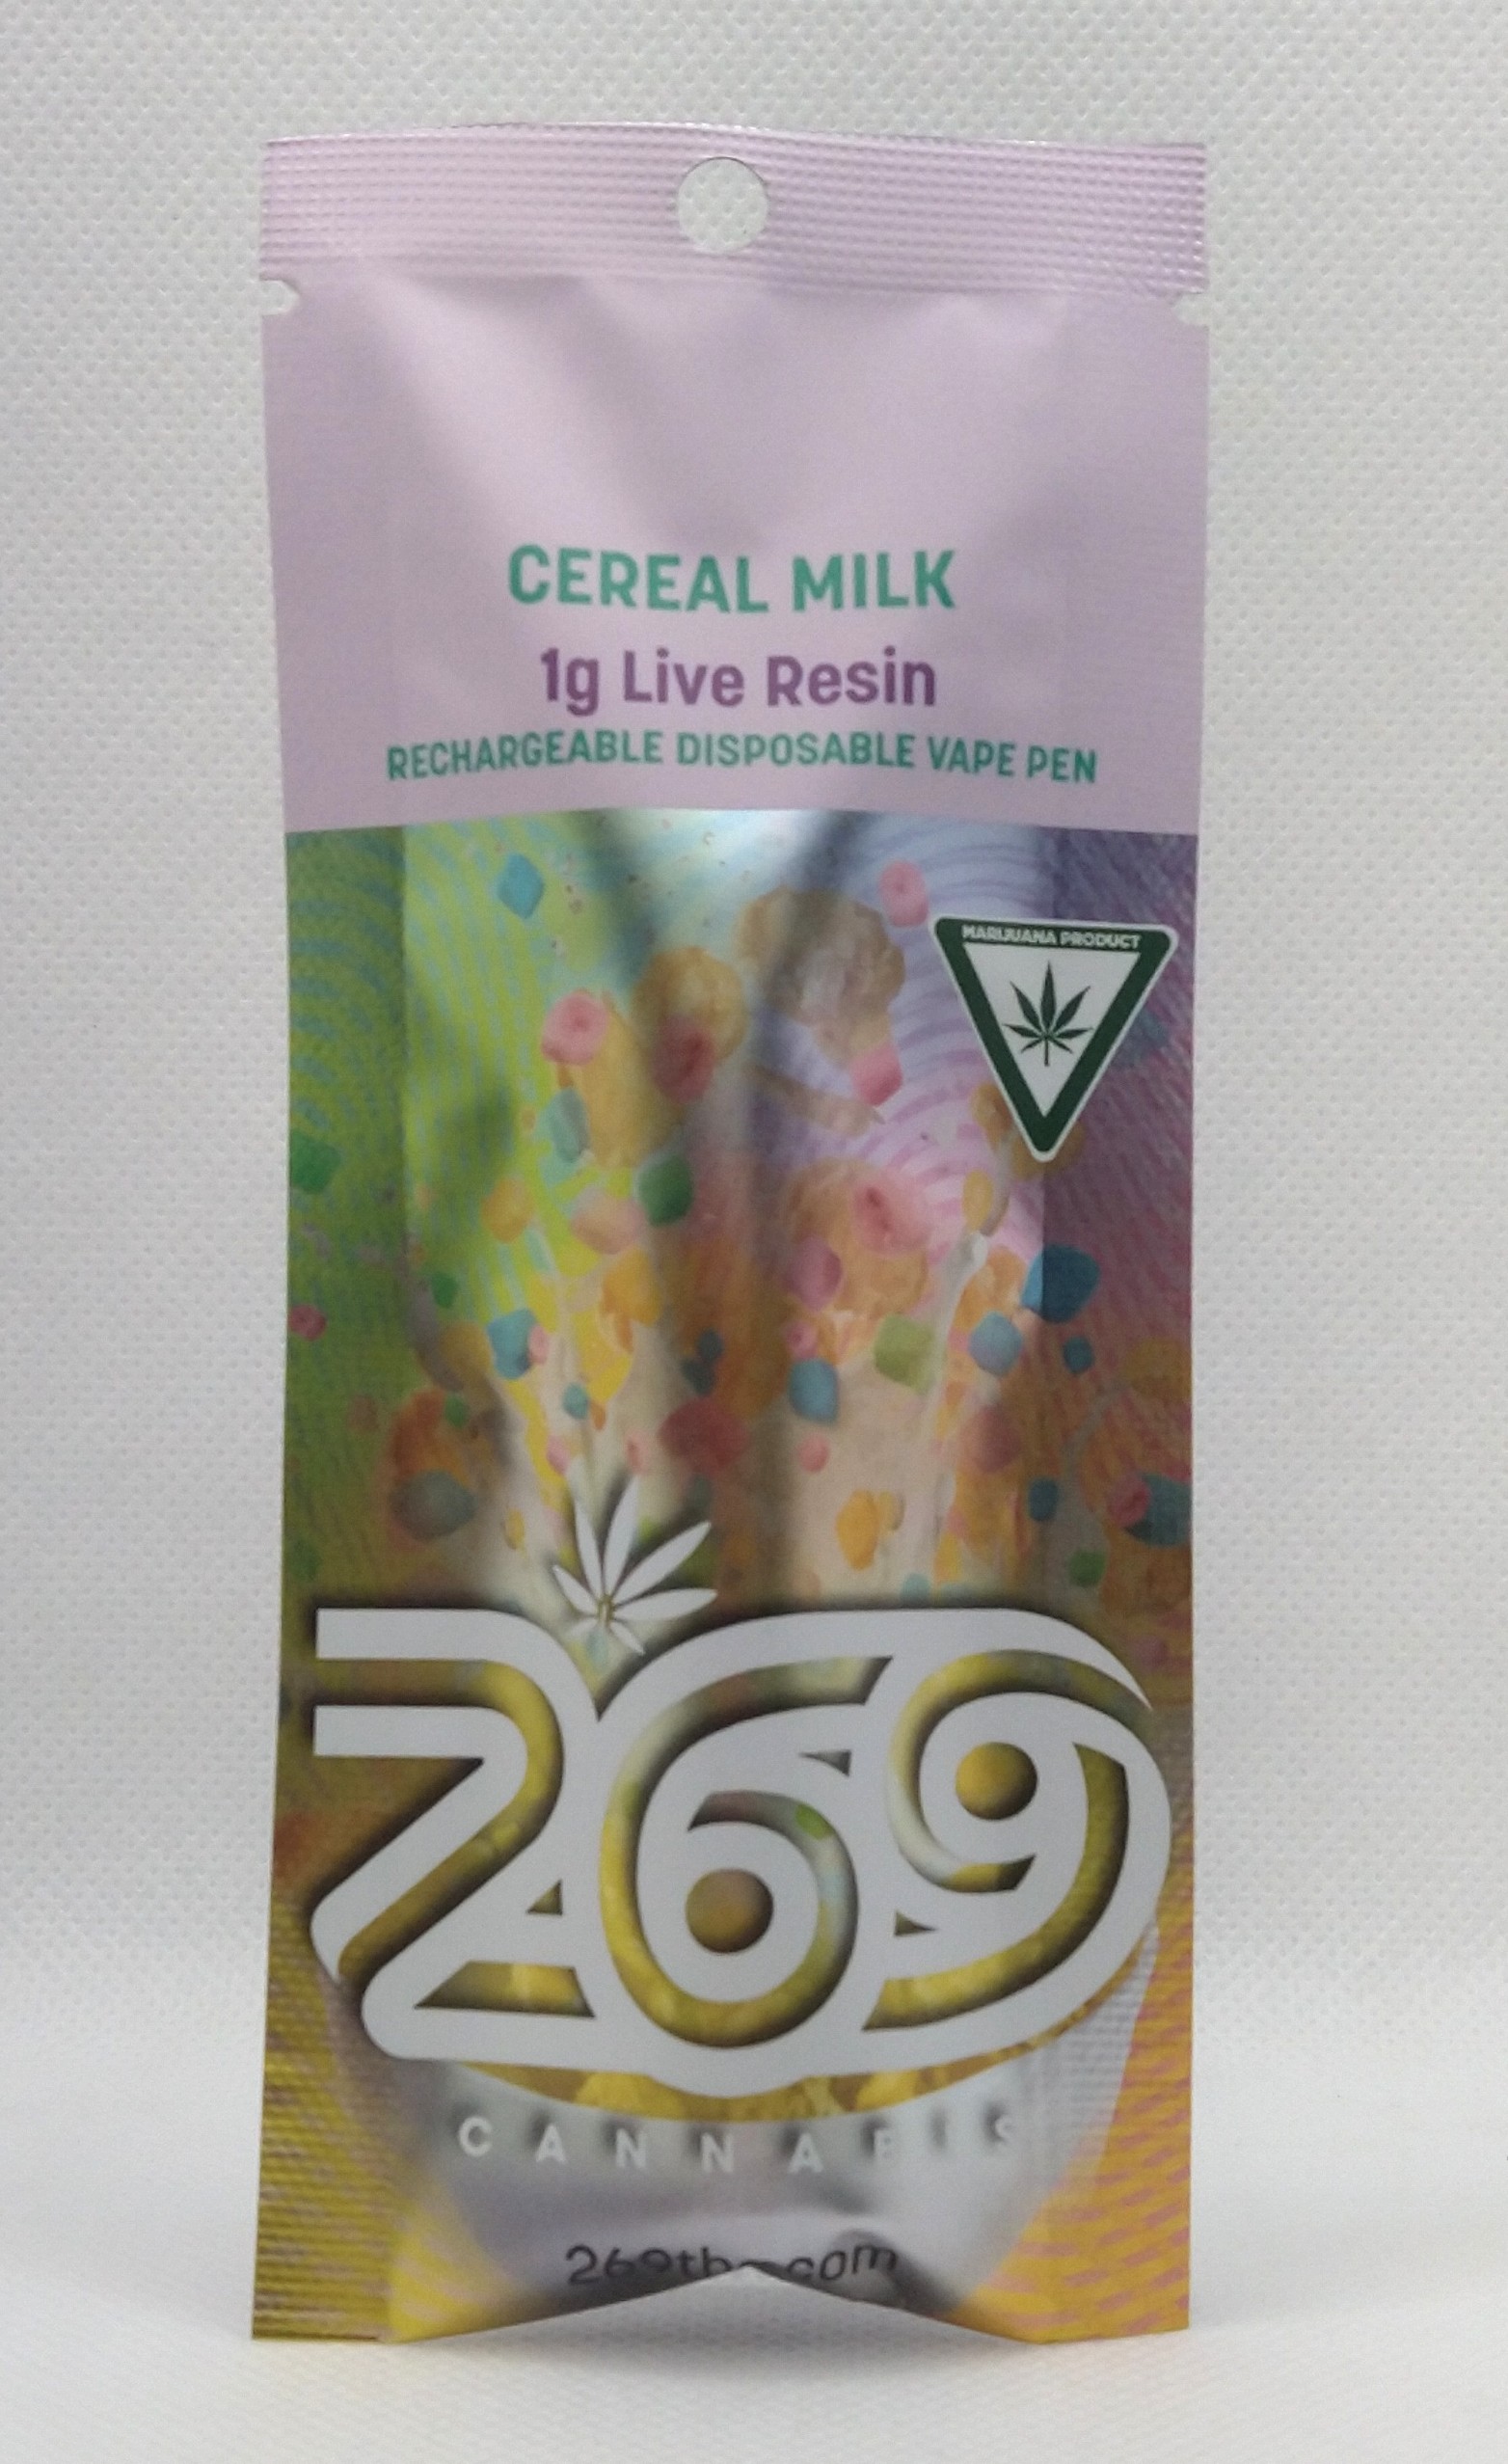 CEREAL MILK
1g Live Resin
RECHARGEABLE DISPOSABLE VAPE PEN
MARIJUANA PRODUCT
269
CANNABIS